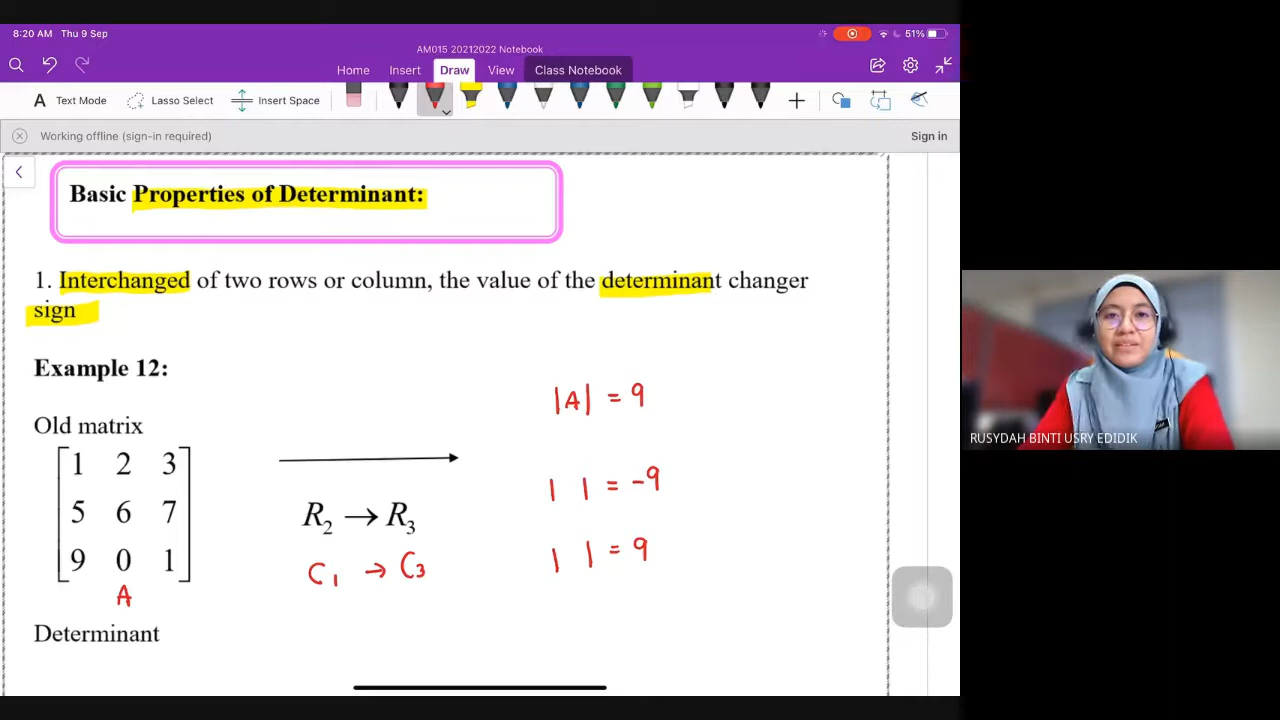 8:20 AM Thu 9 Sep
51%
AM015 20212022 Notebook
Home Insert Draw View Class Notebook
A Text Mode Lasso Select Insert Space
Working offline (sign-in required)
Sign in
Basic Properties of Determinant:
1. Interchanged of two rows or column, the value of the determinant changer
sign
Example 12:
|A| = 9
Old matrix
1 2 3
| | = -9
5 6 7
R2 → R3
| | = 9
9 0 1
C1 → C3
A
Determinant
RUSYDAH BINTI USRY EDIDIK